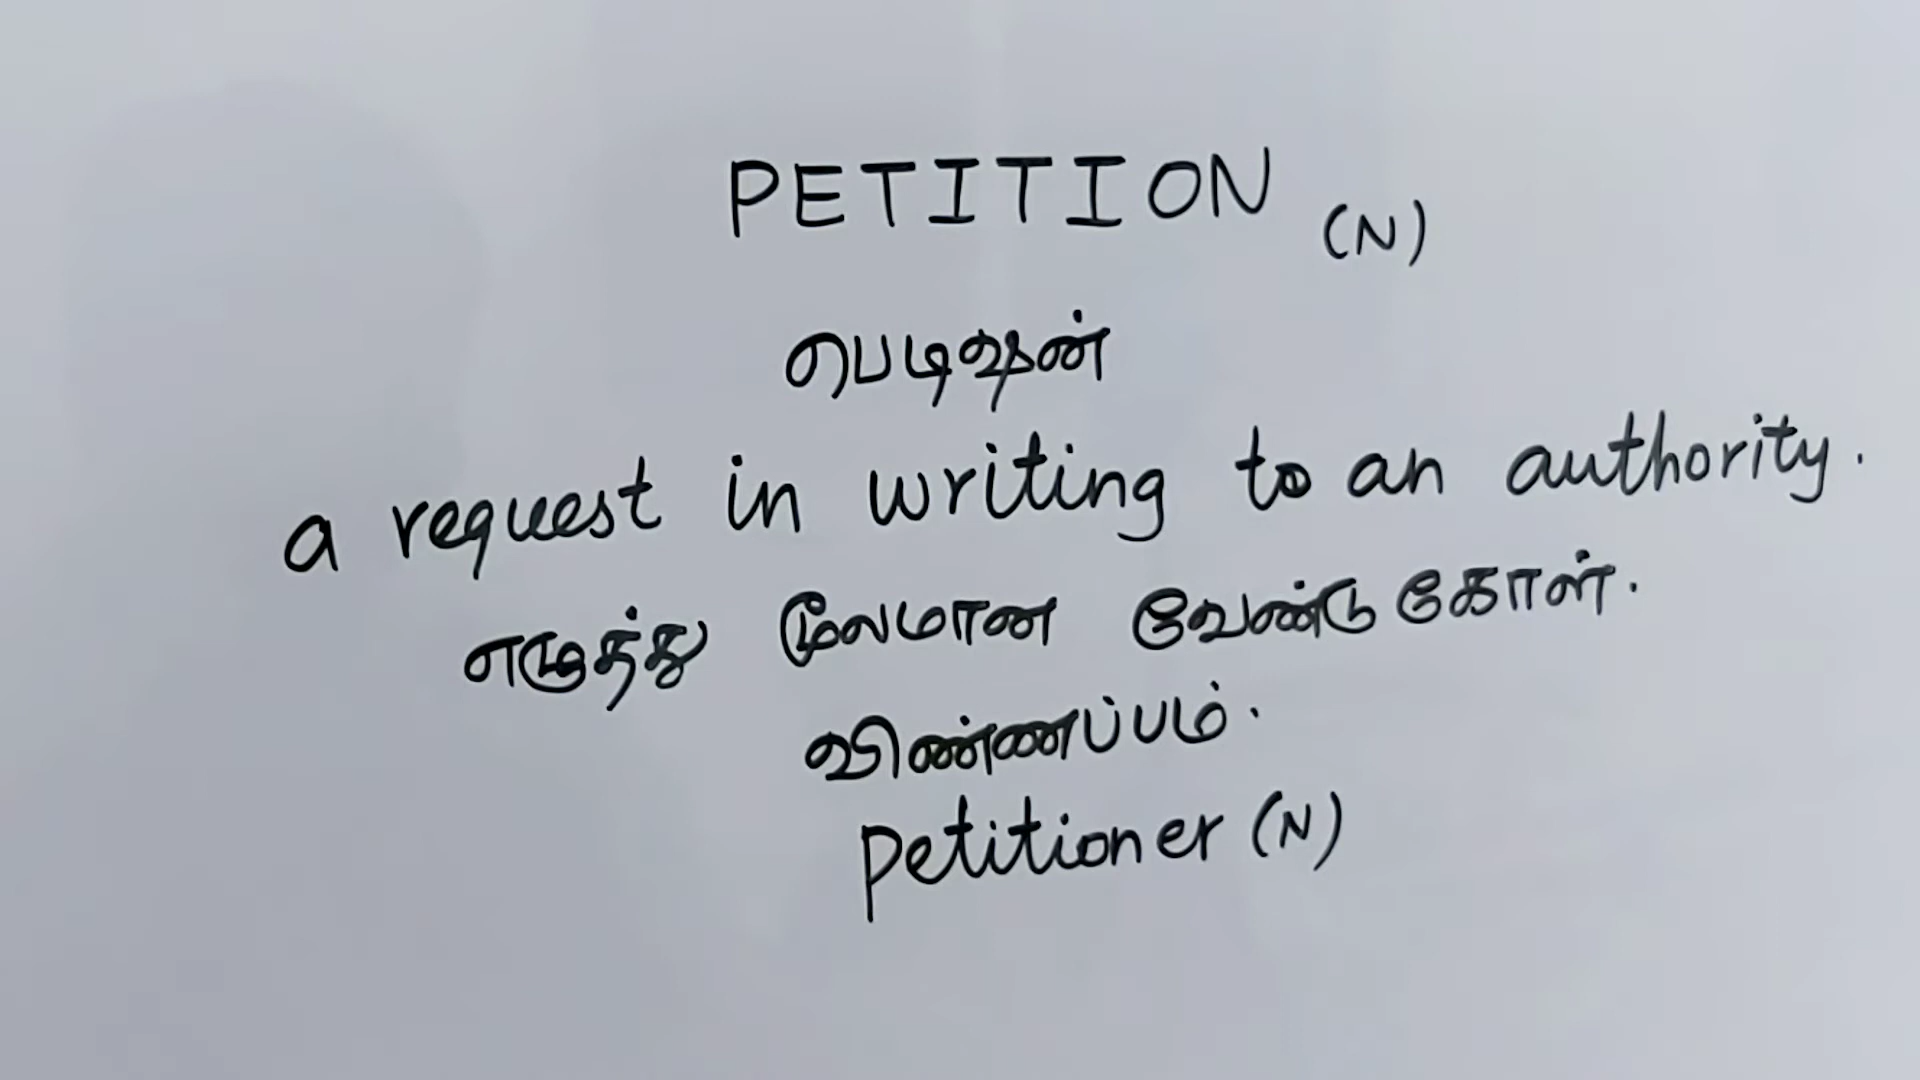 PETITION (N)
பெடிஷன்
a request in writing to an authority.
எழுத்து மூலமான வேண்டுகோள்.
விண்ணப்பம்.
petitioner (N)